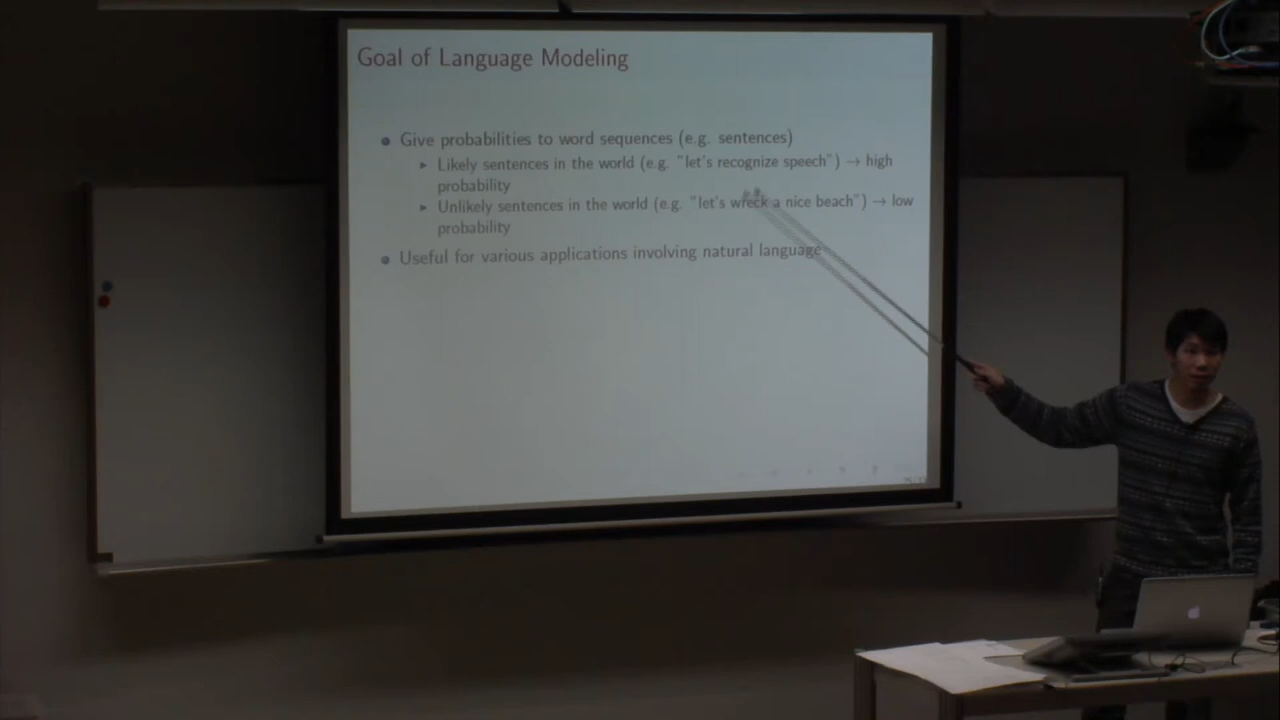 Goal of Language Modeling
Give probabilities to word sequences (e.g. sentences)
Likely sentences in the world (e.g. "let's recognize speech") → high
probability
Unlikely sentences in the world (e.g. "let's wreck a nice beach") → low
probability
Useful for various applications involving natural language